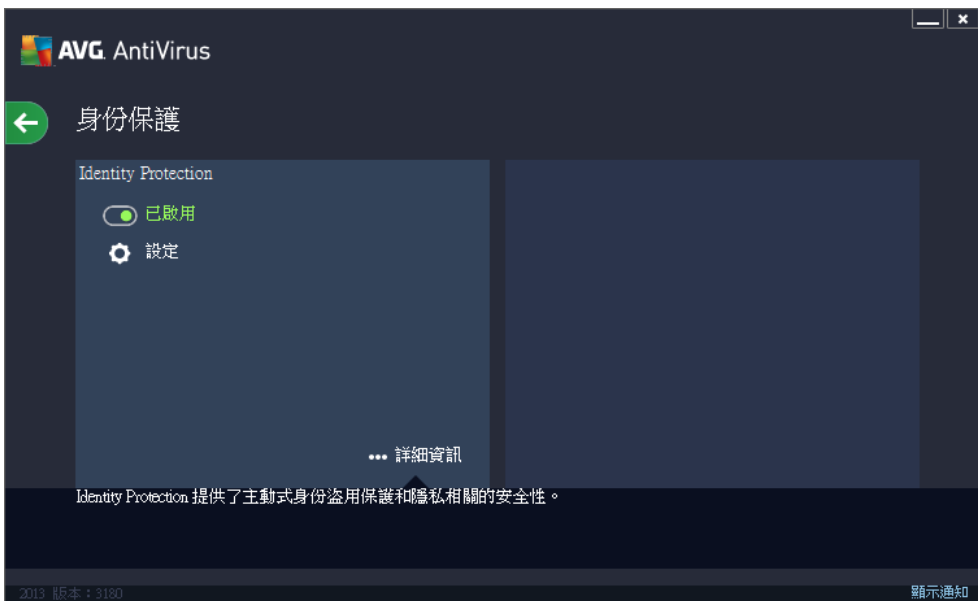 AVG. AntiVirus
身份保護
Identity Protection
已啟用
設定
詳細資訊
Identity Protection 提供了主動式身份盜用保護和隱私相關的安全性。
2013 版本：3180
顯示通知